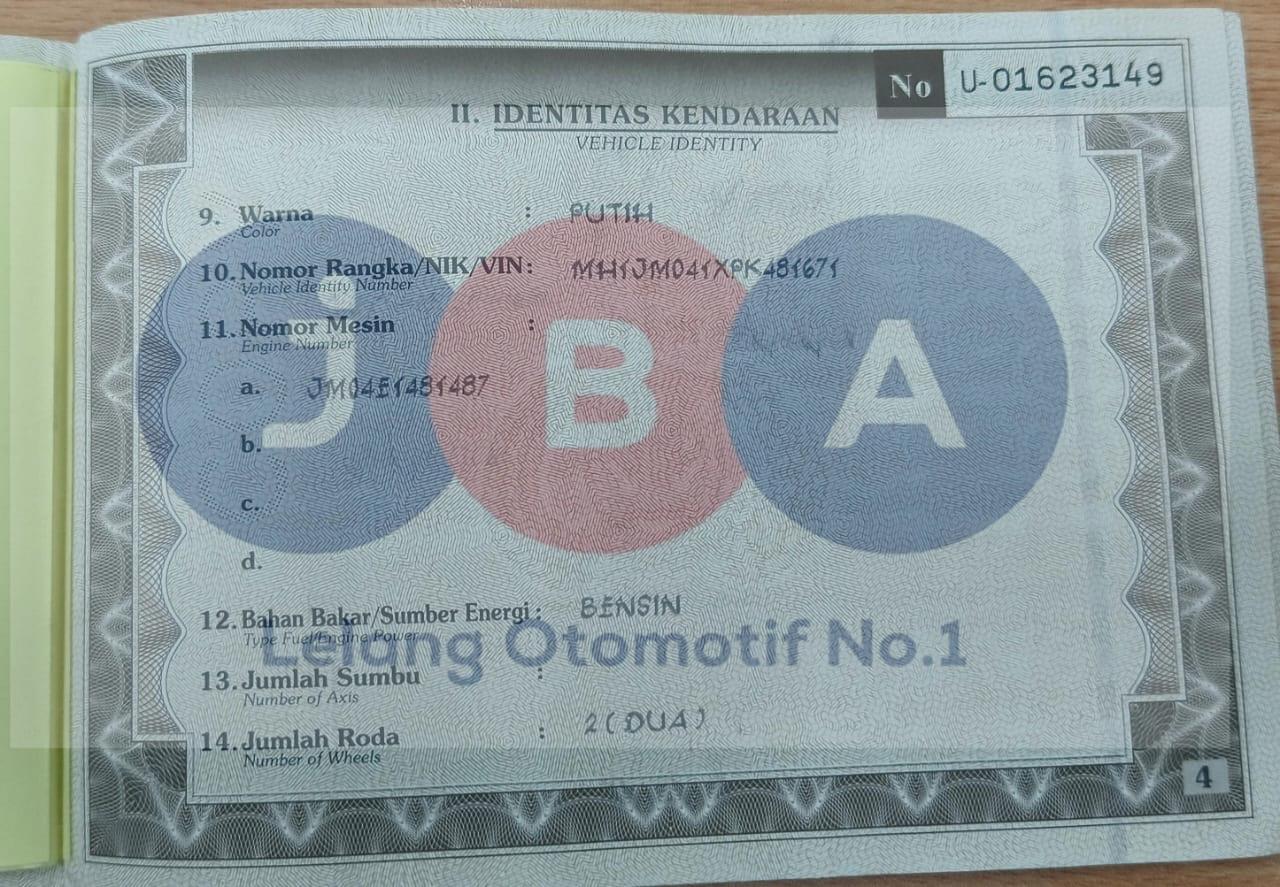 No U-01623149
II. IDENTITAS KENDARAAN
VEHICLE IDENTITY
9. Warna : PUTIH
Color
10. Nomor Rangka/NIK/VIN : MH1JM041XPK481671
Vehicle Identity Number
11. Nomor Mesin :
Engine Number
a. JM04E1481487
b.
c.
d.
J B A
12. Bahan Bakar/Sumber Energi : BENSIN
Type Fuel/Engine Power
Lelang Otomotif No.1
13. Jumlah Sumbu :
Number of Axis
14. Jumlah Roda : 2 (DUA)
Number of Wheels
4